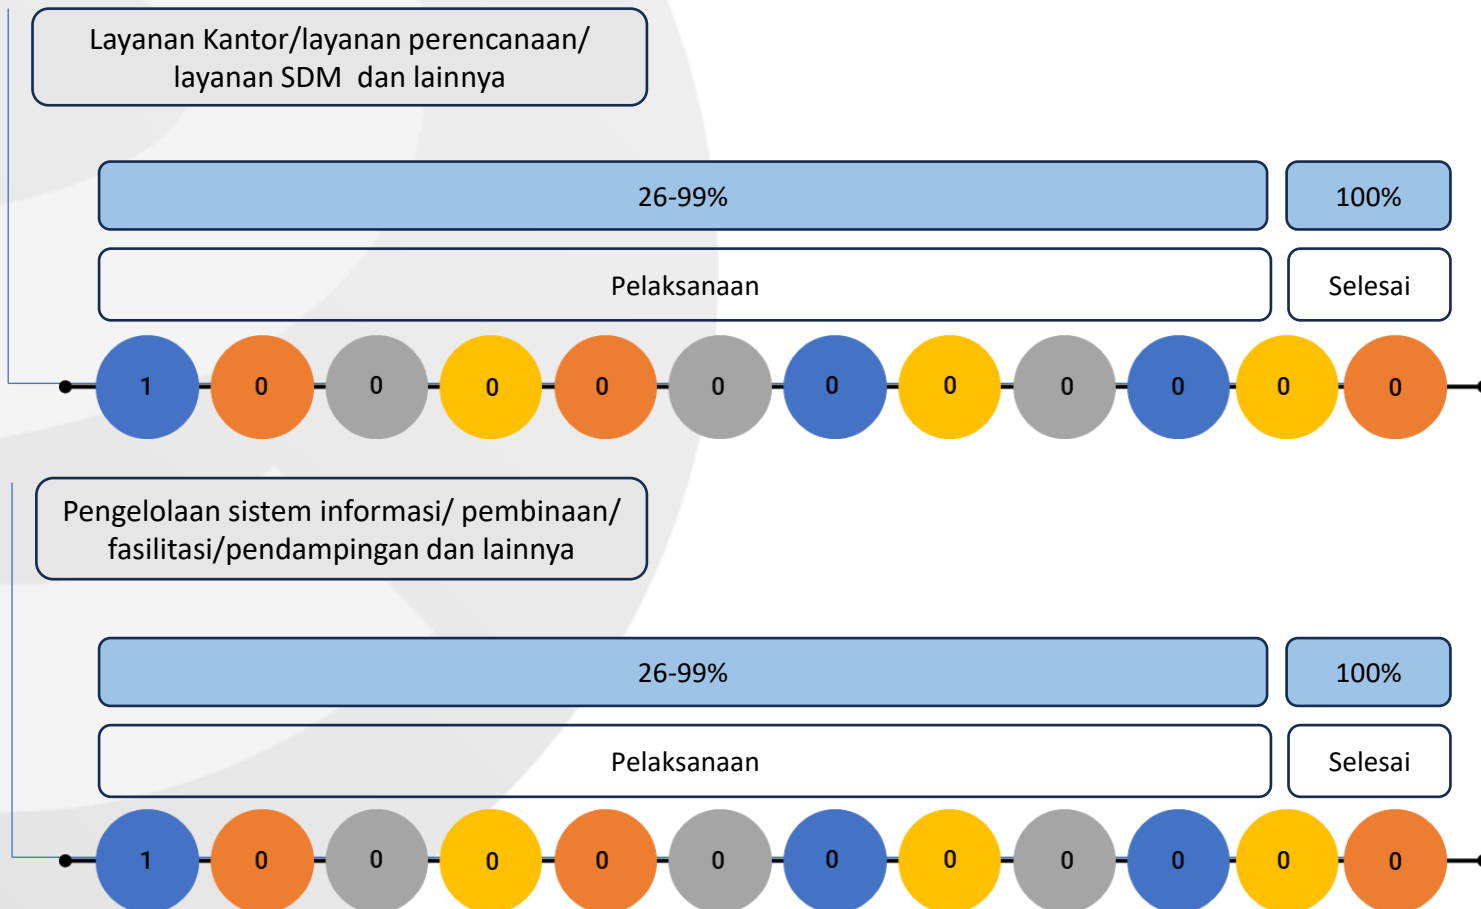 Layanan Kantor/layanan perencanaan/
layanan SDM dan lainnya
26-99% 100%
Pelaksanaan Selesai
1 0 0 0 0 0 0 0 0 0 0 0
Pengelolaan sistem informasi/ pembinaan/
fasilitasi/pendampingan dan lainnya
26-99% 100%
Pelaksanaan Selesai
1 0 0 0 0 0 0 0 0 0 0 0